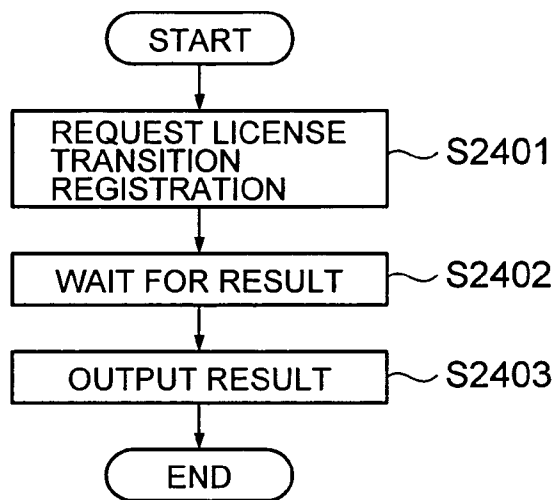 START
REQUEST LICENSE
TRANSITION
REGISTRATION
S2401
WAIT FOR RESULT
S2402
OUTPUT RESULT
S2403
END